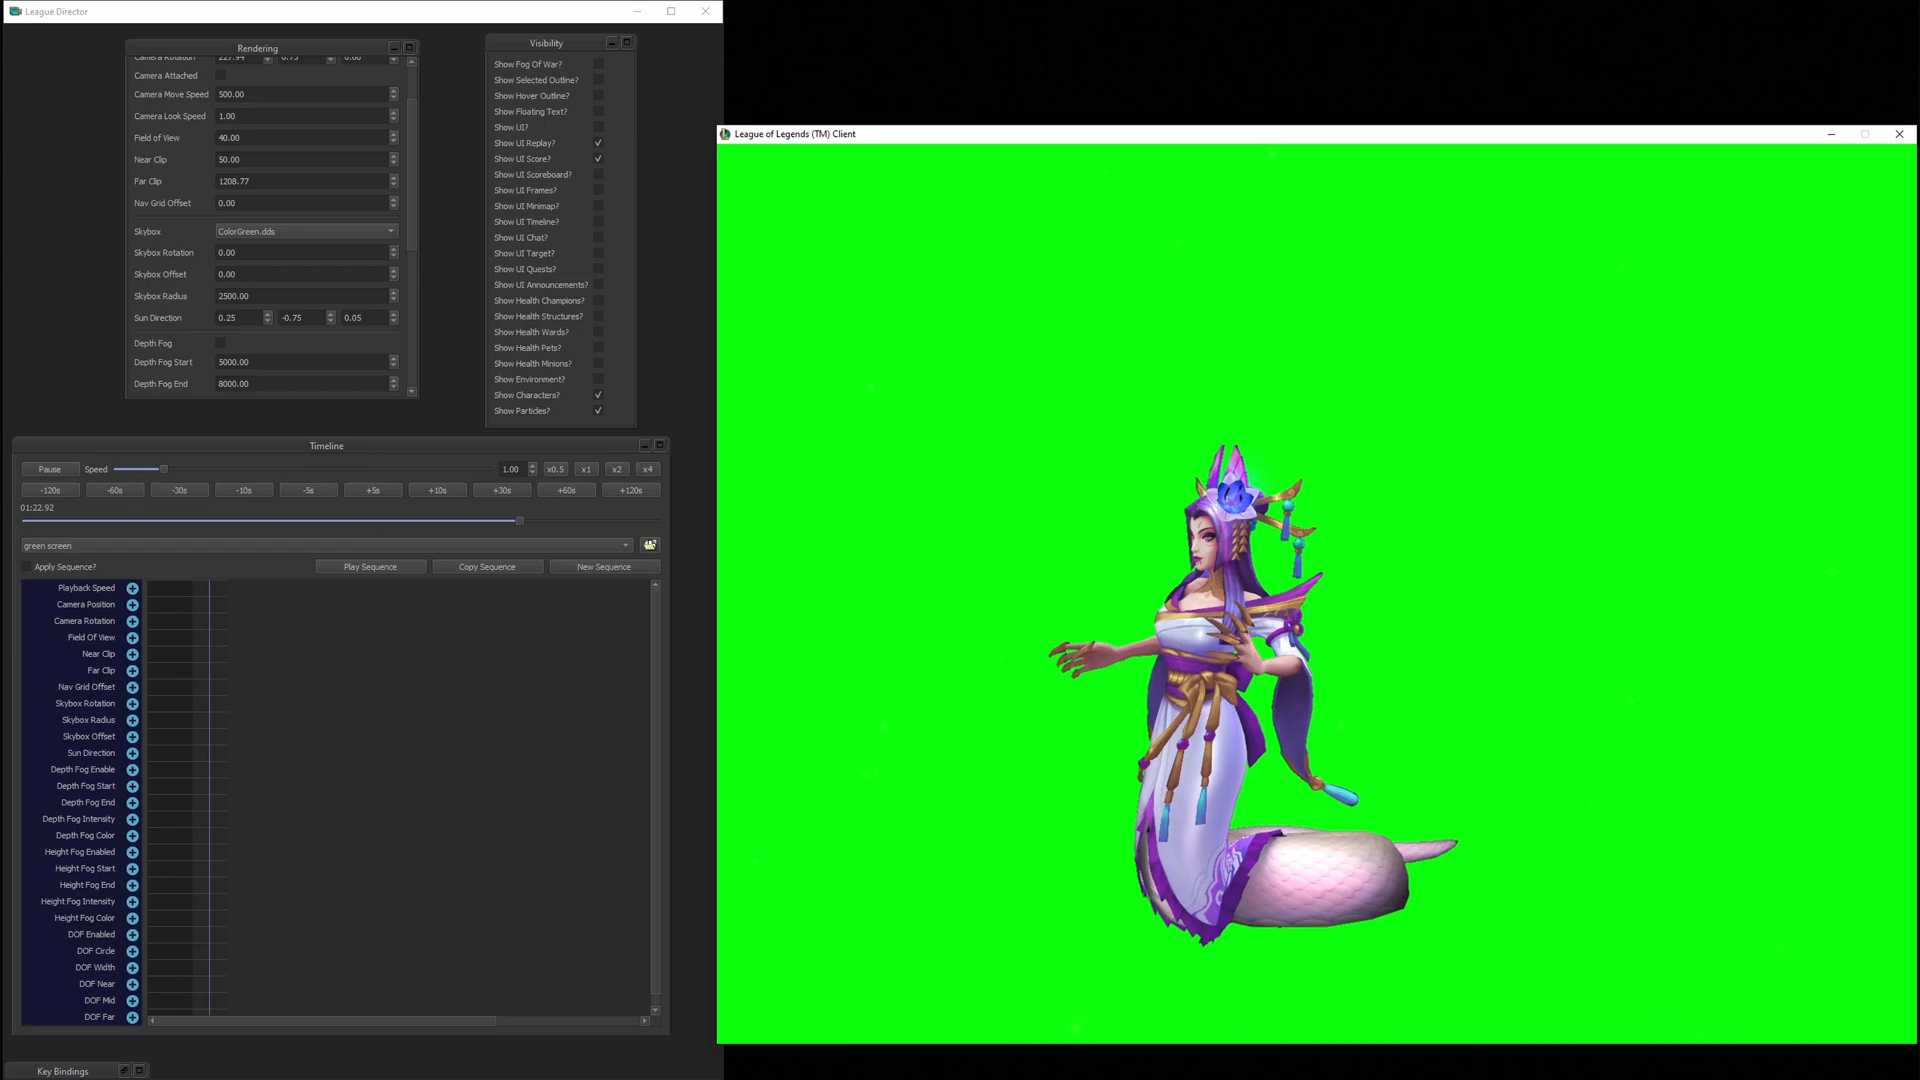 League Director
Rendering
Camera Rotation 227.94 0.75 0.00
Camera Attached
Camera Move Speed 500.00
Camera Look Speed 1.00
Field of View 40.00
Near Clip 50.00
Far Clip 1208.77
Nav Grid Offset 0.00
Skybox ColorGreen.dds
Skybox Rotation 0.00
Skybox Offset 0.00
Skybox Radius 2500.00
Sun Direction 0.25 -0.75 0.05
Depth Fog
Depth Fog Start 5000.00
Depth Fog End 8000.00
Visibility
Show Fog Of War?
Show Selected Outline?
Show Hover Outline?
Show Floating Text?
Show UI?
Show UI Replay?
Show UI Score?
Show UI Scoreboard?
Show UI Frames?
Show UI Minimap?
Show UI Timeline?
Show UI Chat?
Show UI Target?
Show UI Quests?
Show UI Announcements?
Show Health Champions?
Show Health Structures?
Show Health Wards?
Show Health Pets?
Show Health Minions?
Show Environment?
Show Characters?
Show Particles?
Timeline
Pause Speed 1.00 x0.5 x1 x2 x4
-120s -60s -30s -10s -5s +5s +10s +30s +60s +120s
01:22.92
green screen
Apply Sequence? Play Sequence Copy Sequence New Sequence
Playback Speed
Camera Position
Camera Rotation
Field Of View
Near Clip
Far Clip
Nav Grid Offset
Skybox Rotation
Skybox Radius
Skybox Offset
Sun Direction
Depth Fog Enable
Depth Fog Start
Depth Fog End
Depth Fog Intensity
Depth Fog Color
Height Fog Enabled
Height Fog Start
Height Fog End
Height Fog Intensity
Height Fog Color
DOF Enabled
DOF Circle
DOF Width
DOF Near
DOF Mid
DOF Far
Key Bindings
League of Legends (TM) Client